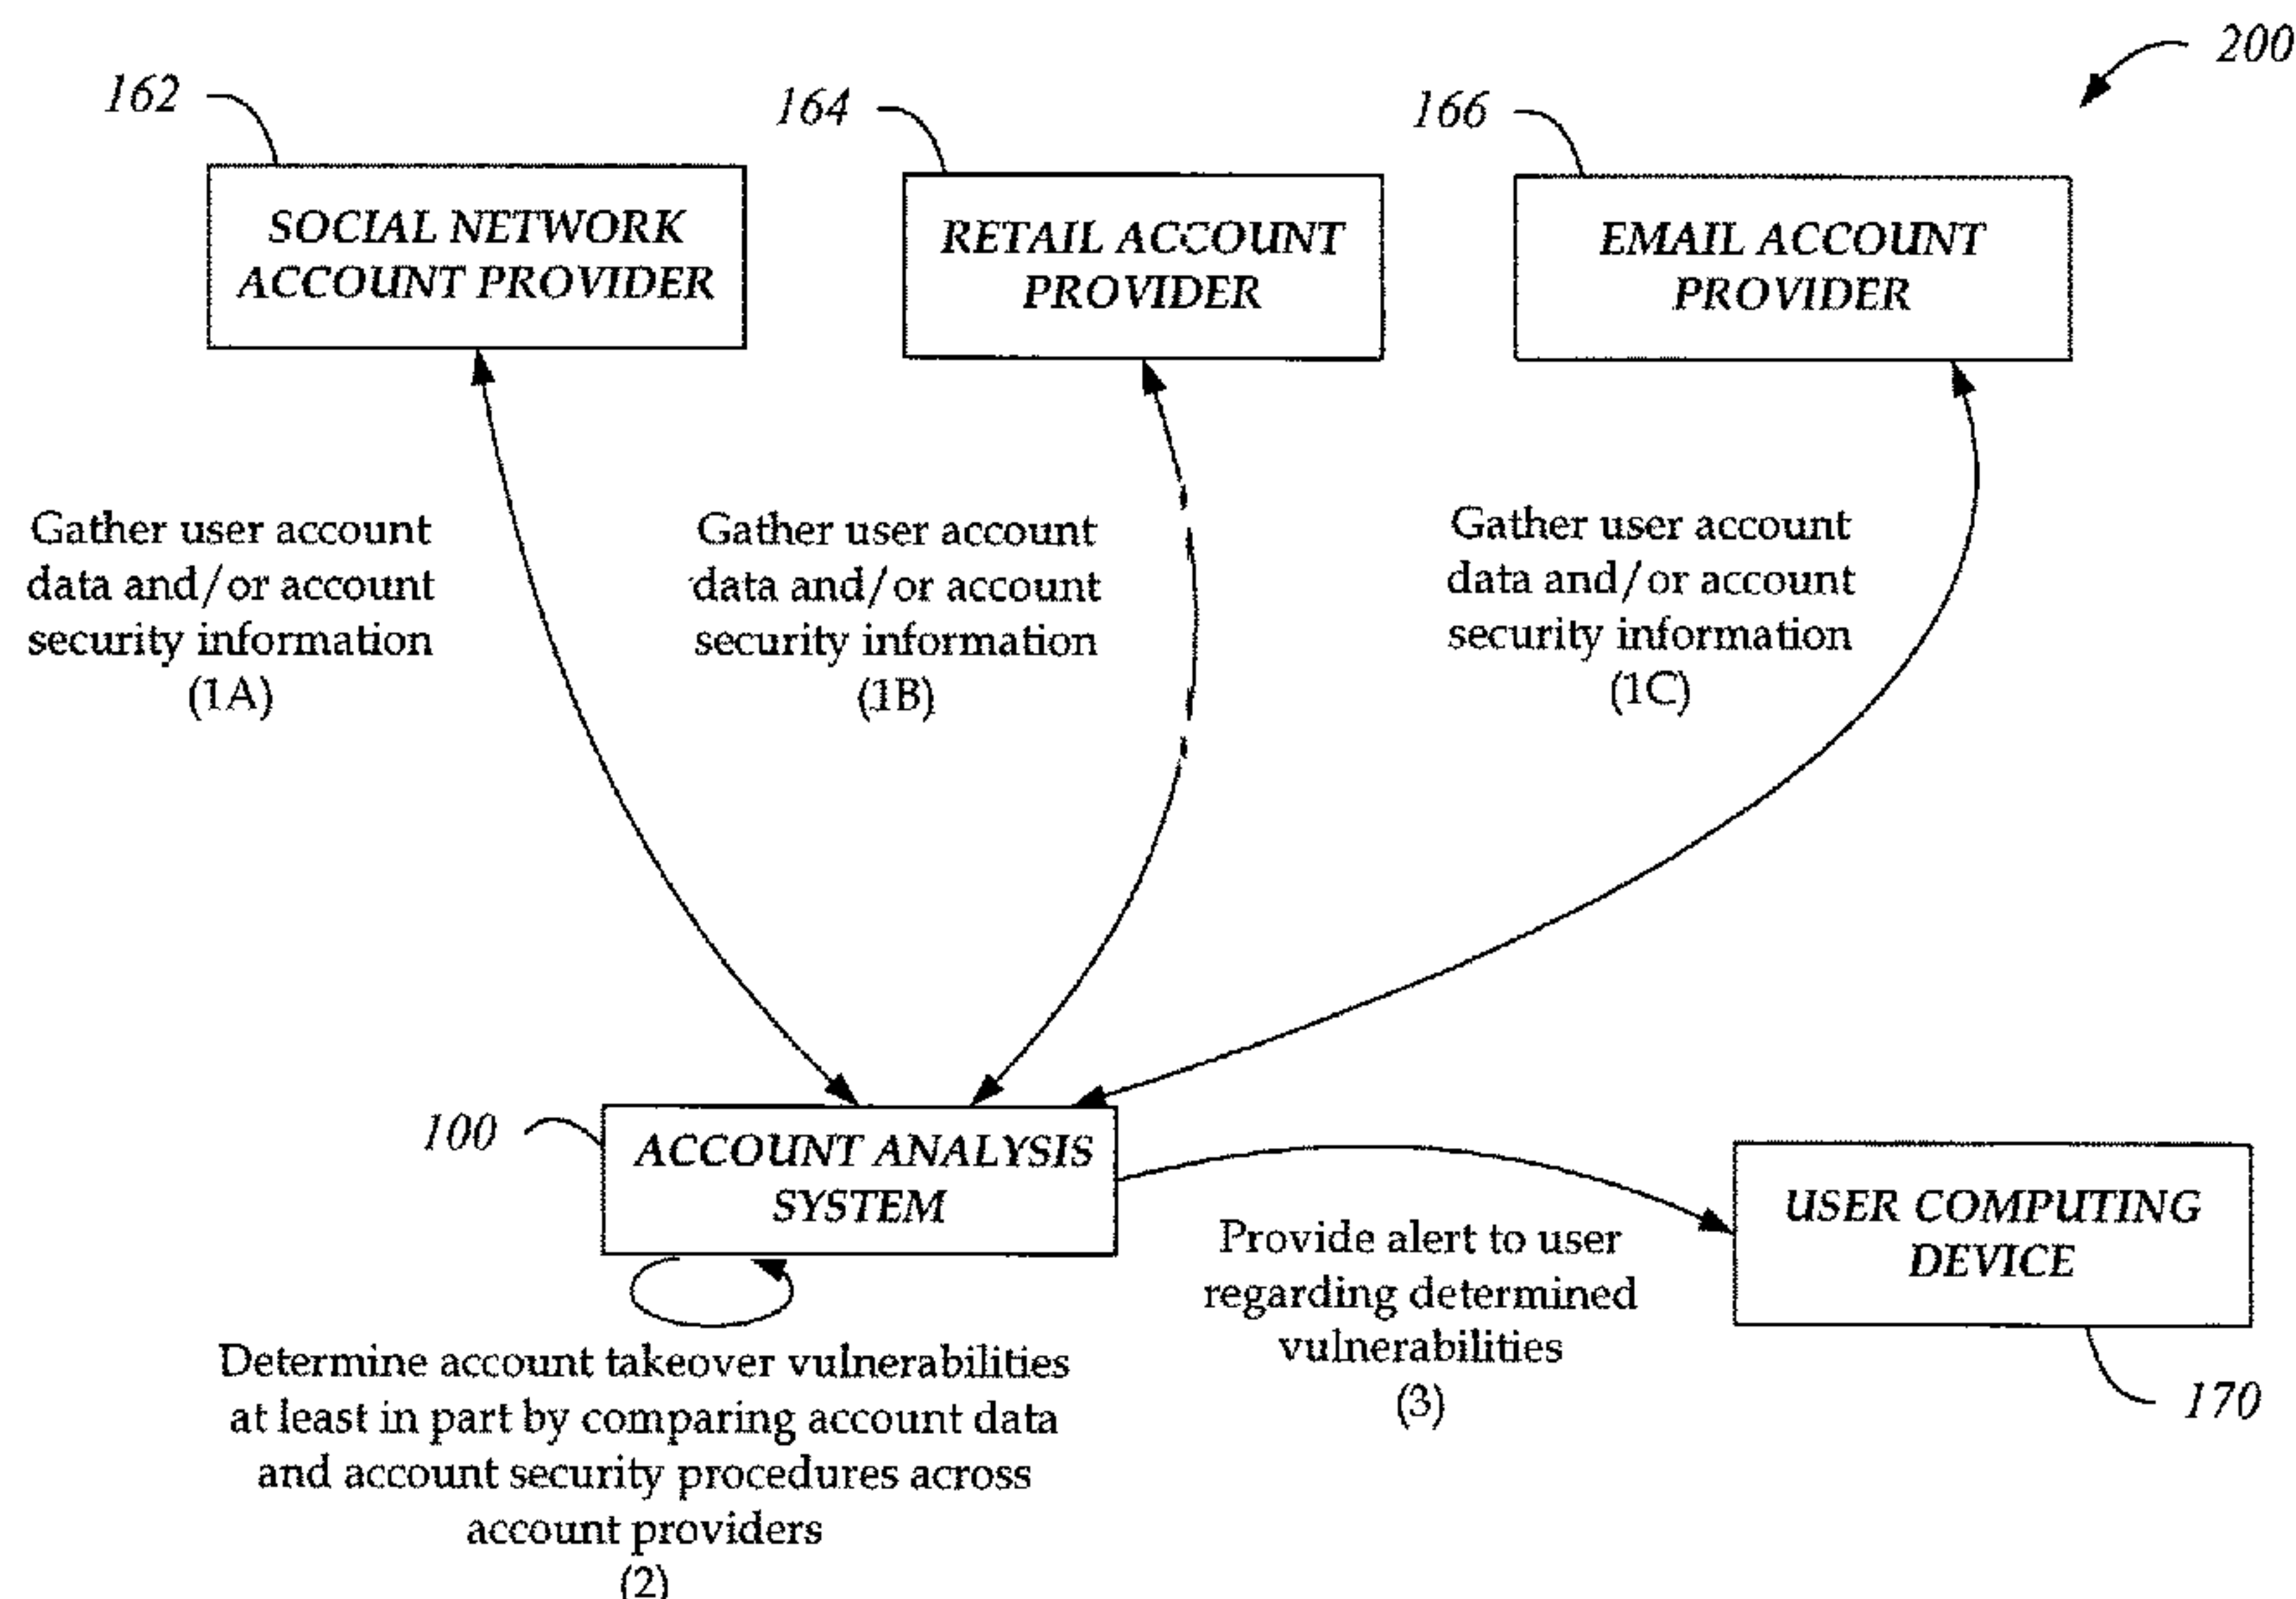 200
162
164
166
SOCIAL NETWORK
ACCOUNT PROVIDER
RETAIL ACCOUNT
PROVIDER
EMAIL ACCOUNT
PROVIDER
Gather user account
data and/or account
security information
(1A)
Gather user account
data and/or account
security information
(1B)
Gather user account
data and/or account
security information
(1C)
100
ACCOUNT ANALYSIS
SYSTEM
USER COMPUTING
DEVICE
170
Provide alert to user
regarding determined
vulnerabilities
(3)
Determine account takeover vulnerabilities
at least in part by comparing account data
and account security procedures across
account providers
(2)